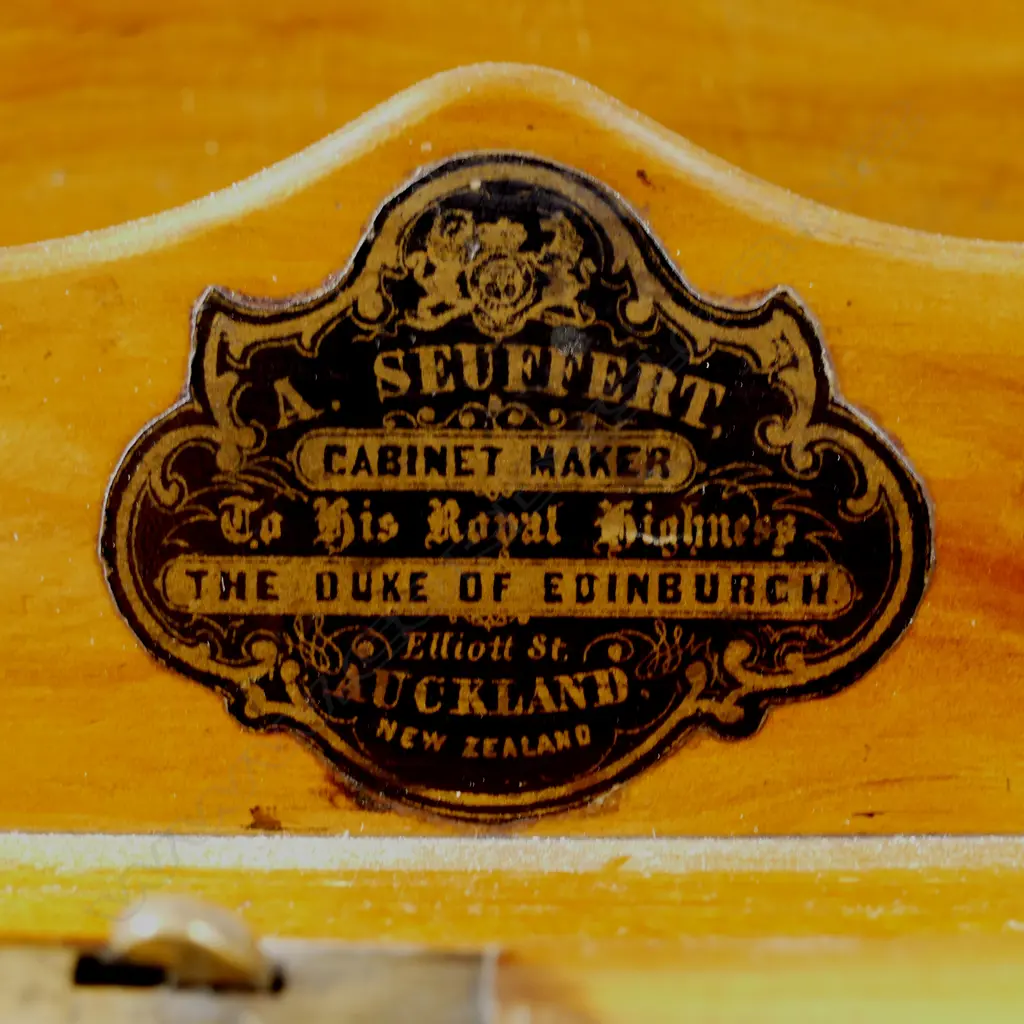 A. SEUFFERT,
CABINET MAKER
To His Royal Highness
THE DUKE OF EDINBURGH.
Elliott St.
AUCKLAND.
NEW ZEALAND